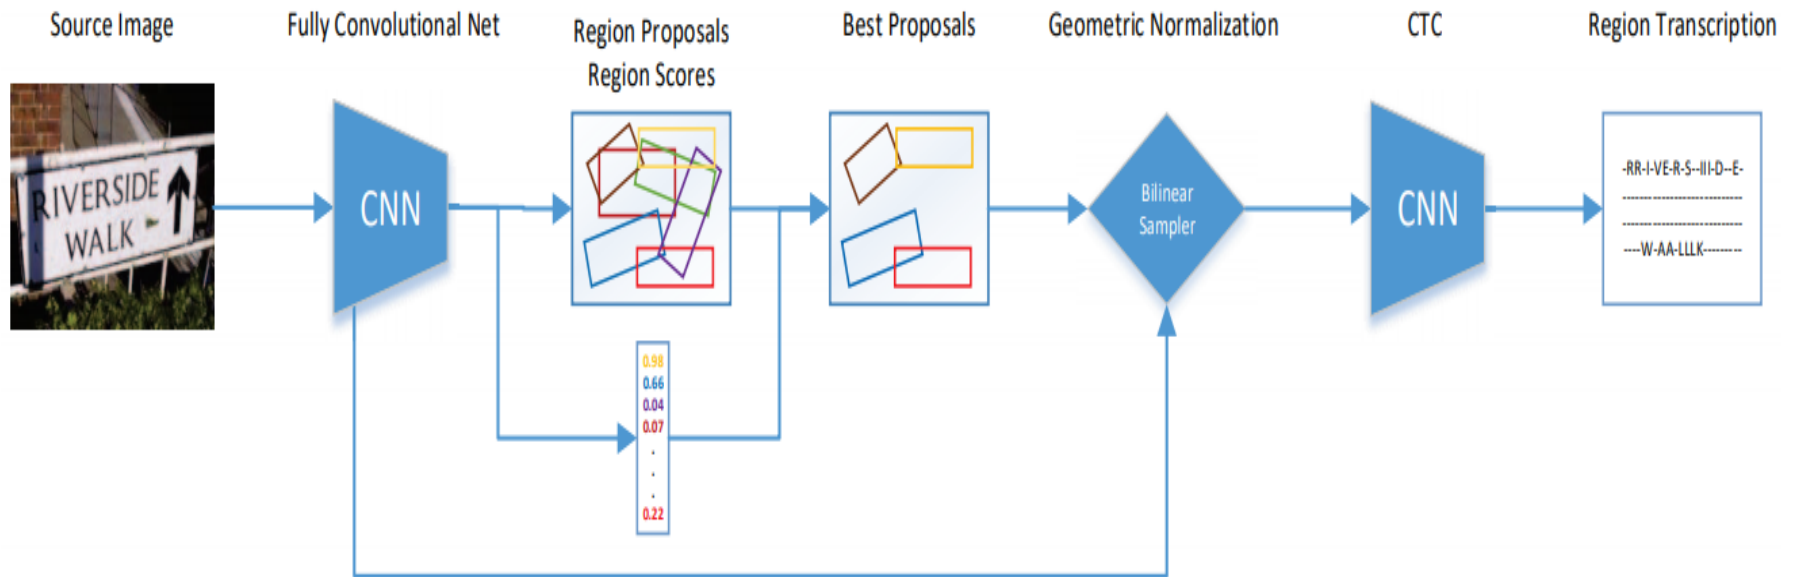 Source Image
Fully Convolutional Net
Region Proposals
Region Scores
Best Proposals
Geometric Normalization
CTC
Region Transcription
RIVERSIDE
WALK
CNN
0.98
0.66
0.04
0.07
.
.
.
0.22
Bilinear
Sampler
CNN
-RR-I-VE-R-S--III-D--E-
----------------------------
----------------------------
----W-AA-LLLK---------